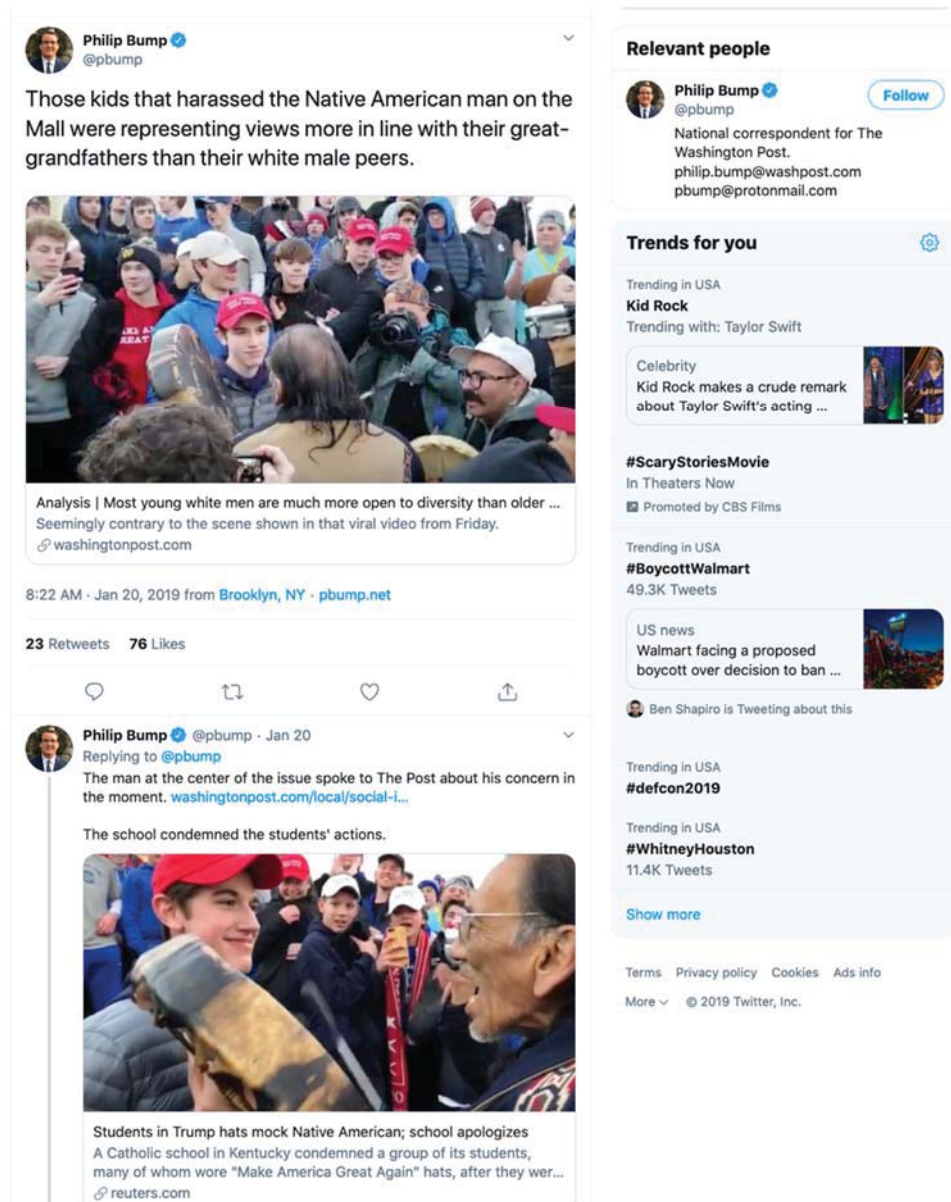 Philip Bump
@pbump
Those kids that harassed the Native American man on the
Mall were representing views more in line with their great-
grandfathers than their white male peers.
Analysis | Most young white men are much more open to diversity than older ...
Seemingly contrary to the scene shown in that viral video from Friday.
washingtonpost.com
8:22 AM · Jan 20, 2019 from Brooklyn, NY · pbump.net
23 Retweets 76 Likes
Philip Bump @pbump · Jan 20
Replying to @pbump
The man at the center of the issue spoke to The Post about his concern in
the moment. washingtonpost.com/local/social-i...
The school condemned the students' actions.
Students in Trump hats mock Native American; school apologizes
A Catholic school in Kentucky condemned a group of its students,
many of whom wore "Make America Great Again" hats, after they wer...
reuters.com
Relevant people
Philip Bump
@pbump
Follow
National correspondent for The
Washington Post.
philip.bump@washpost.com
pbump@protonmail.com
Trends for you
Trending in USA
Kid Rock
Trending with: Taylor Swift
Celebrity
Kid Rock makes a crude remark
about Taylor Swift's acting ...
#ScaryStoriesMovie
In Theaters Now
Promoted by CBS Films
Trending in USA
#BoycottWalmart
49.3K Tweets
US news
Walmart facing a proposed
boycott over decision to ban ...
Ben Shapiro is Tweeting about this
Trending in USA
#defcon2019
Trending in USA
#WhitneyHouston
11.4K Tweets
Show more
Terms Privacy policy Cookies Ads info
More © 2019 Twitter, Inc.